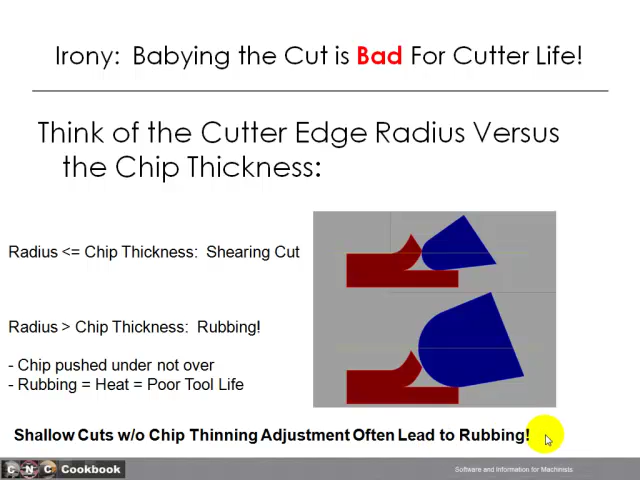 Irony: Babying the Cut is Bad For Cutter Life!
Think of the Cutter Edge Radius Versus
the Chip Thickness:
Radius <= Chip Thickness: Shearing Cut
Radius > Chip Thickness: Rubbing!
- Chip pushed under not over
- Rubbing = Heat = Poor Tool Life
Shallow Cuts w/o Chip Thinning Adjustment Often Lead to Rubbing!
C N C Cookbook
Software and Information for Machinists